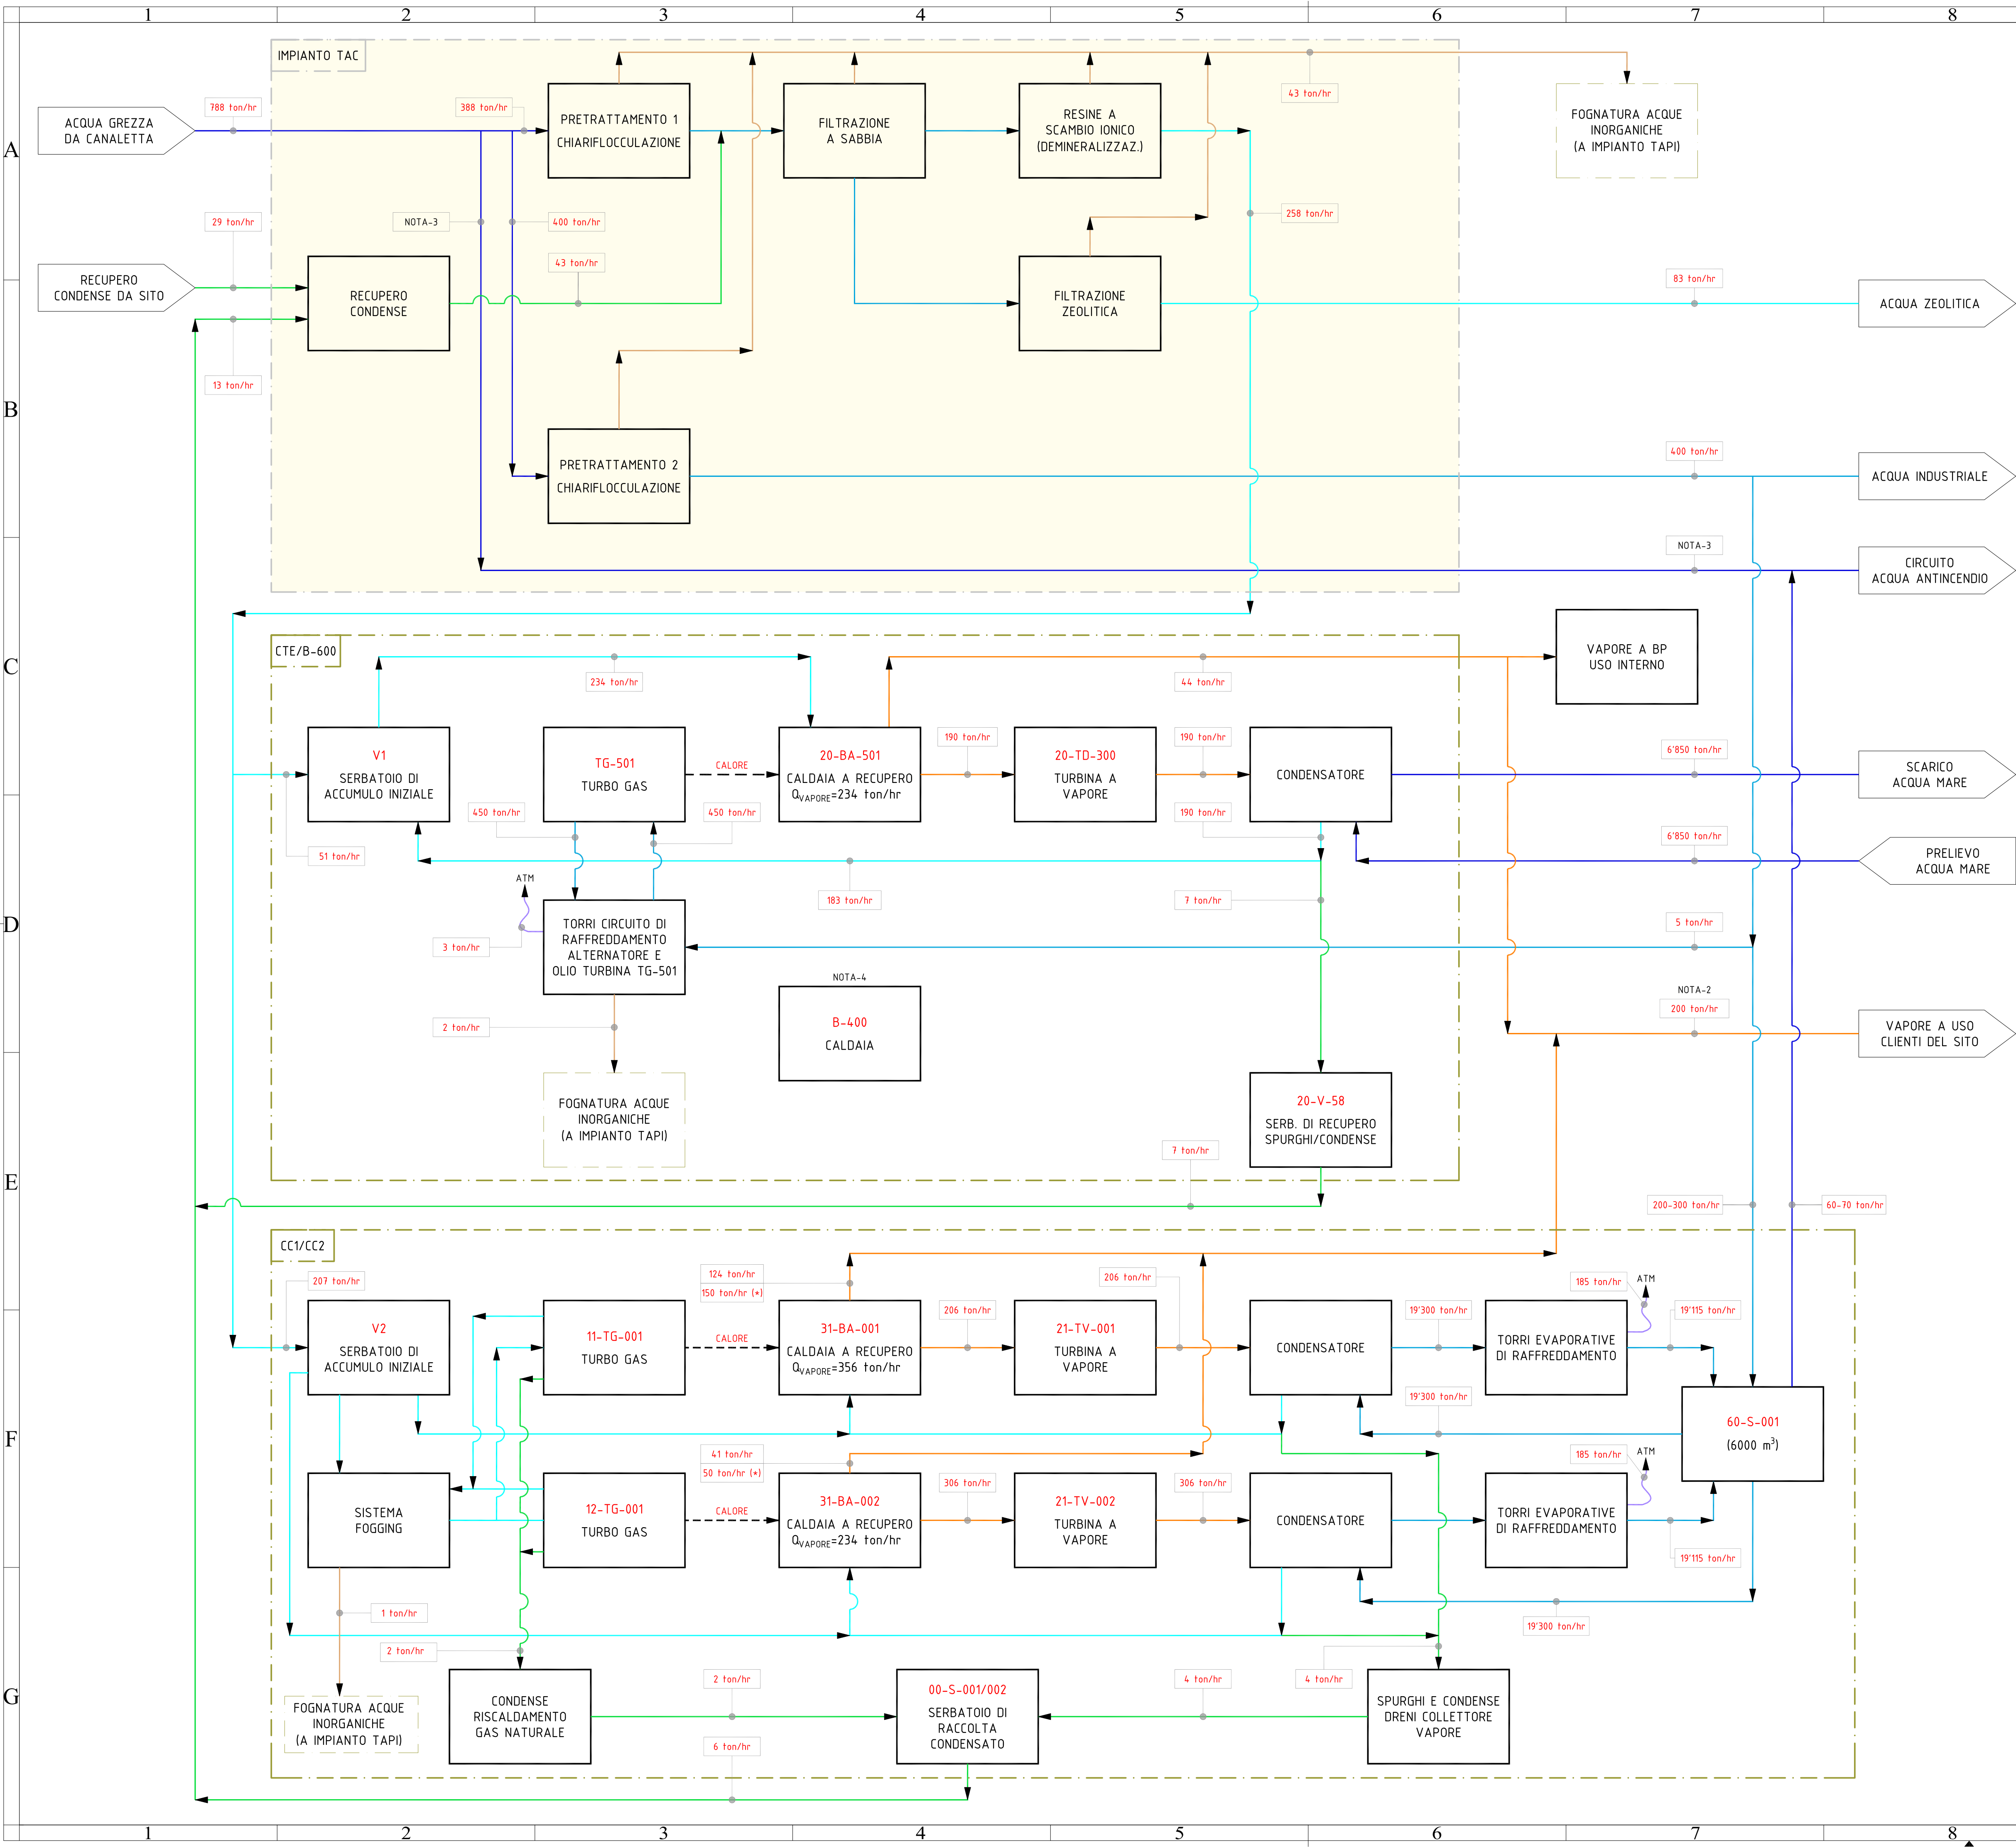 1 2 3 4 5 6 7 8
A
B
C
D
E
F
G
IMPIANTO TAC
ACQUA GREZZA
DA CANALETTA
788 ton/hr
388 ton/hr
PRETRATTAMENTO 1
CHIARIFLOCCULAZIONE
FILTRAZIONE
A SABBIA
RESINE A
SCAMBIO IONICO
(DEMINERALIZZAZ.)
43 ton/hr
FOGNATURA ACQUE
INORGANICHE
(A IMPIANTO TAPI)
29 ton/hr
NOTA-3
400 ton/hr
258 ton/hr
43 ton/hr
RECUPERO
CONDENSE DA SITO
RECUPERO
CONDENSE
FILTRAZIONE
ZEOLITICA
83 ton/hr
ACQUA ZEOLITICA
13 ton/hr
PRETRATTAMENTO 2
CHIARIFLOCCULAZIONE
400 ton/hr
ACQUA INDUSTRIALE
NOTA-3
CIRCUITO
ACQUA ANTINCENDIO
CTE/B-600
234 ton/hr
44 ton/hr
VAPORE A BP
USO INTERNO
V1
SERBATOIO DI
ACCUMULO INIZIALE
TG-501
TURBO GAS
CALORE
20-BA-501
CALDAIA A RECUPERO
QVAPORE=234 ton/hr
190 ton/hr
20-TD-300
TURBINA A
VAPORE
190 ton/hr
CONDENSATORE
6'850 ton/hr
SCARICO
ACQUA MARE
51 ton/hr
450 ton/hr
450 ton/hr
190 ton/hr
183 ton/hr
6'850 ton/hr
PRELIEVO
ACQUA MARE
ATM
3 ton/hr
TORRI CIRCUITO DI
RAFFREDDAMENTO
ALTERNATORE E
OLIO TURBINA TG-501
7 ton/hr
5 ton/hr
2 ton/hr
NOTA-4
B-400
CALDAIA
NOTA-2
200 ton/hr
VAPORE A USO
CLIENTI DEL SITO
FOGNATURA ACQUE
INORGANICHE
(A IMPIANTO TAPI)
20-V-58
SERB. DI RECUPERO
SPURGHI/CONDENSE
7 ton/hr
200-300 ton/hr
60-70 ton/hr
CC1/CC2
207 ton/hr
124 ton/hr
150 ton/hr (*)
206 ton/hr
185 ton/hr
ATM
V2
SERBATOIO DI
ACCUMULO INIZIALE
11-TG-001
TURBO GAS
CALORE
31-BA-001
CALDAIA A RECUPERO
QVAPORE=356 ton/hr
206 ton/hr
21-TV-001
TURBINA A
VAPORE
CONDENSATORE
19'300 ton/hr
TORRI EVAPORATIVE
DI RAFFREDDAMENTO
19'115 ton/hr
19'300 ton/hr
60-S-001
(6000 m3)
41 ton/hr
50 ton/hr (*)
185 ton/hr
ATM
SISTEMA
FOGGING
12-TG-001
TURBO GAS
CALORE
31-BA-002
CALDAIA A RECUPERO
QVAPORE=234 ton/hr
306 ton/hr
21-TV-002
TURBINA A
VAPORE
306 ton/hr
CONDENSATORE
TORRI EVAPORATIVE
DI RAFFREDDAMENTO
19'115 ton/hr
1 ton/hr
19'300 ton/hr
2 ton/hr
2 ton/hr
4 ton/hr
4 ton/hr
FOGNATURA ACQUE
INORGANICHE
(A IMPIANTO TAPI)
CONDENSE
RISCALDAMENTO
GAS NATURALE
00-S-001/002
SERBATOIO DI
RACCOLTA
CONDENSATO
SPURGHI E CONDENSE
DRENI COLLETTORE
VAPORE
6 ton/hr
1 2 3 4 5 6 7 8